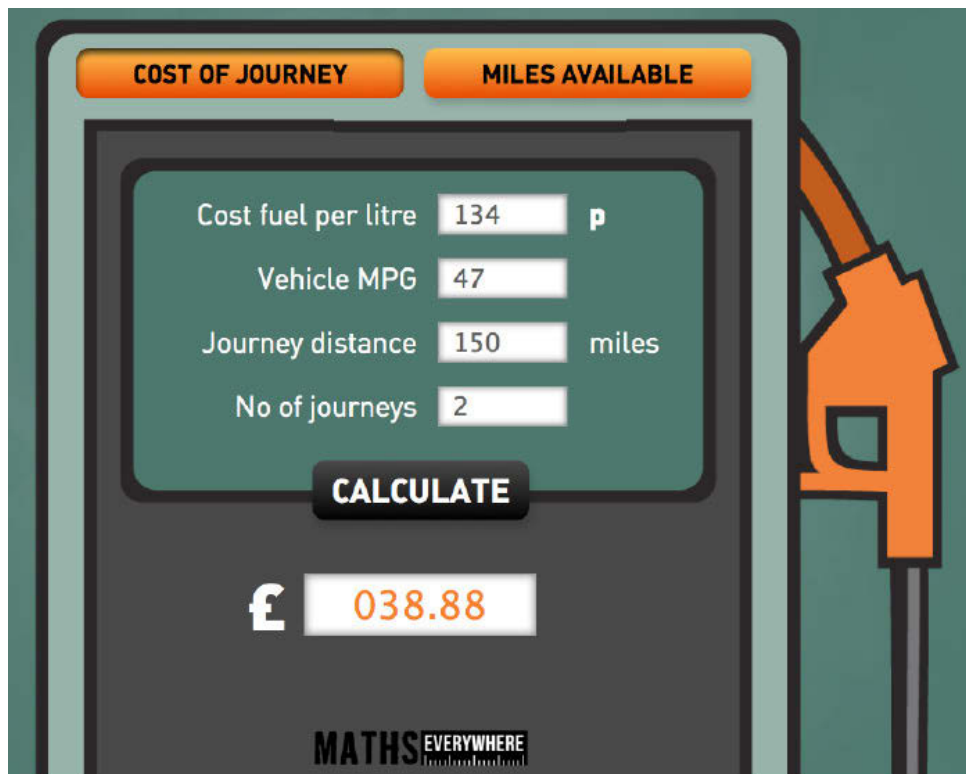 COST OF JOURNEY MILES AVAILABLE
Cost fuel per litre 134 p
Vehicle MPG 47
Journey distance 150 miles
No of journeys 2
CALCULATE
£ 038.88
MATHS EVERYWHERE